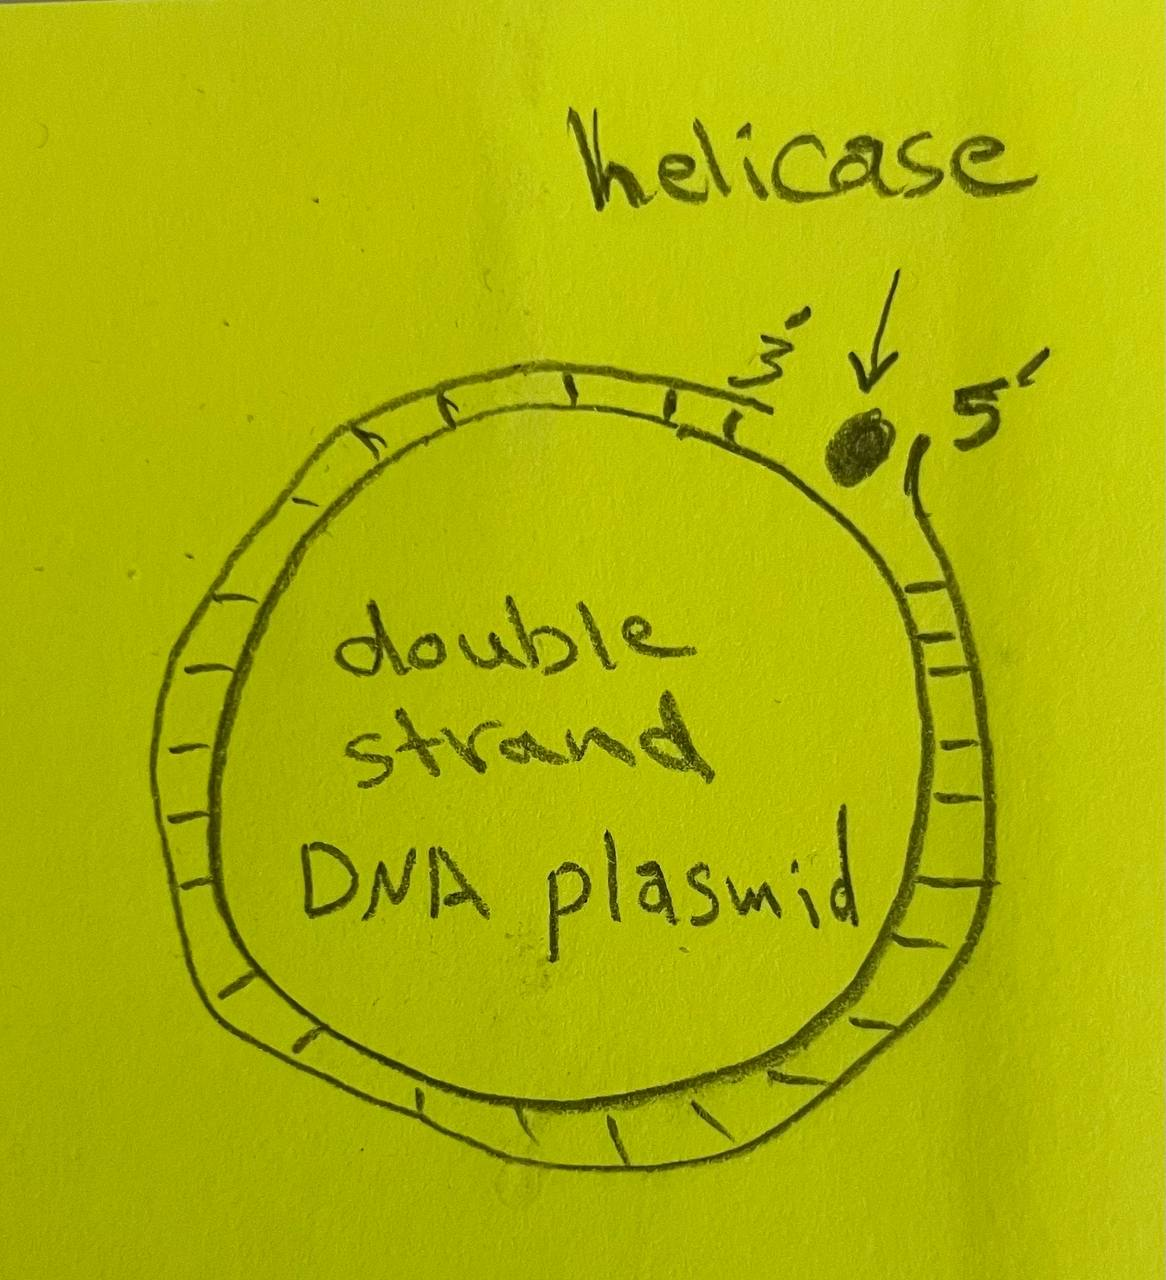 helicase
3'
5'
double
strand
DNA plasmid